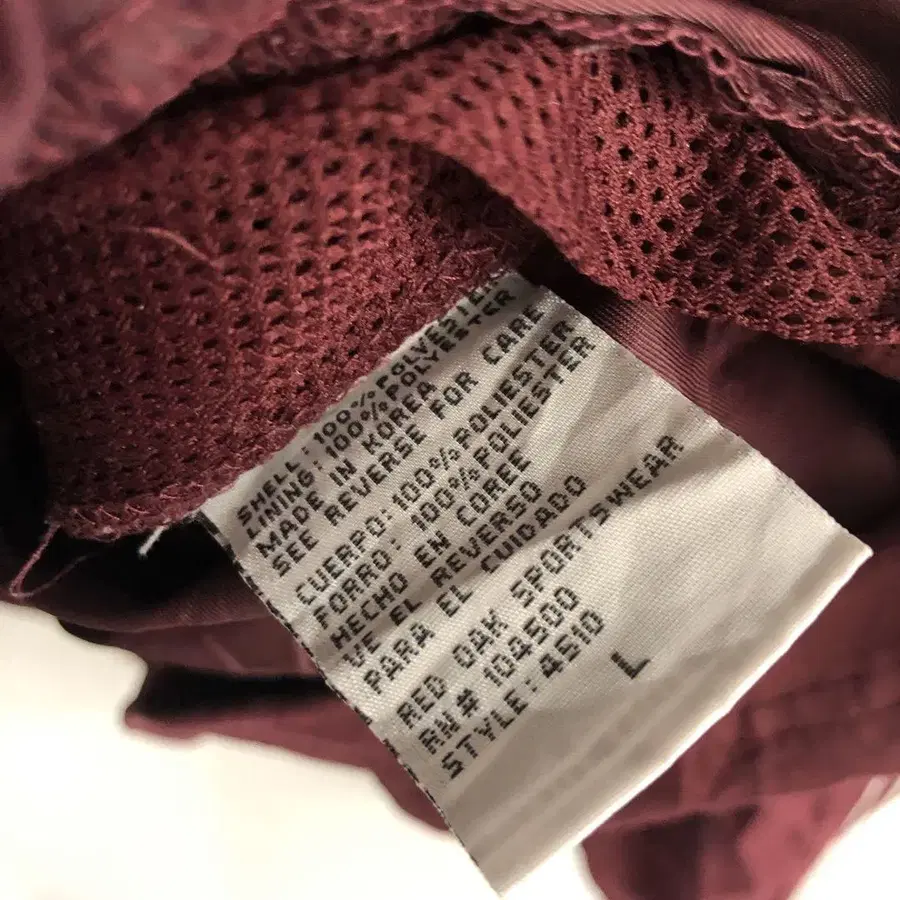 SHELL: 100% POLYESTER
LINING: 100% POLYESTER
MADE IN KOREA
SEE REVERSE FOR CARE
CUERPO: 100% POLIESTER
FORRO: 100% POLIESTER
HECHO EN COREE
VE EL REVERSO
PARA EL CUIDADO
RED OAK SPORTSWEAR
RN# 104500
STYLE: 4510
L